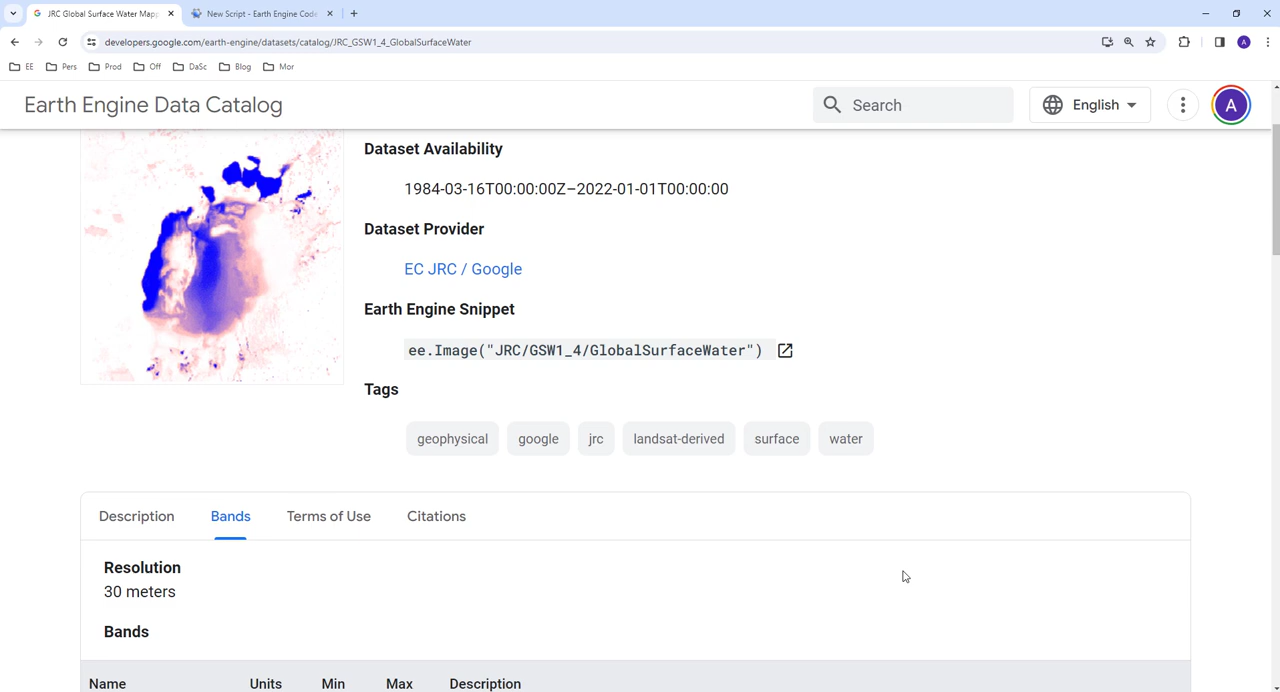 JRC Global Surface Water Mapp
New Script - Earth Engine Code
developers.google.com/earth-engine/datasets/catalog/JRC_GSW1_4_GlobalSurfaceWater
A
EE Pers Prod Off DaSc Blog Mor
Earth Engine Data Catalog
Search
English
A
Dataset Availability
1984-03-16T00:00:00Z–2022-01-01T00:00:00
Dataset Provider
EC JRC / Google
Earth Engine Snippet
ee.Image("JRC/GSW1_4/GlobalSurfaceWater")
Tags
geophysical google jrc landsat-derived surface water
Description Bands Terms of Use Citations
Resolution
30 meters
Bands
Name Units Min Max Description